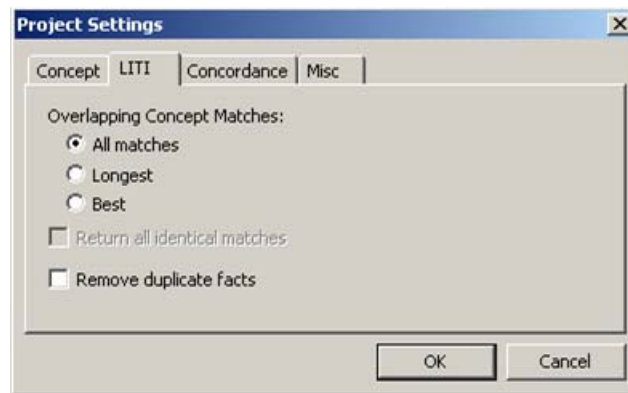 Project Settings
Concept LITI Concordance Misc
Overlapping Concept Matches:
All matches
Longest
Best
Return all identical matches
Remove duplicate facts
OK Cancel